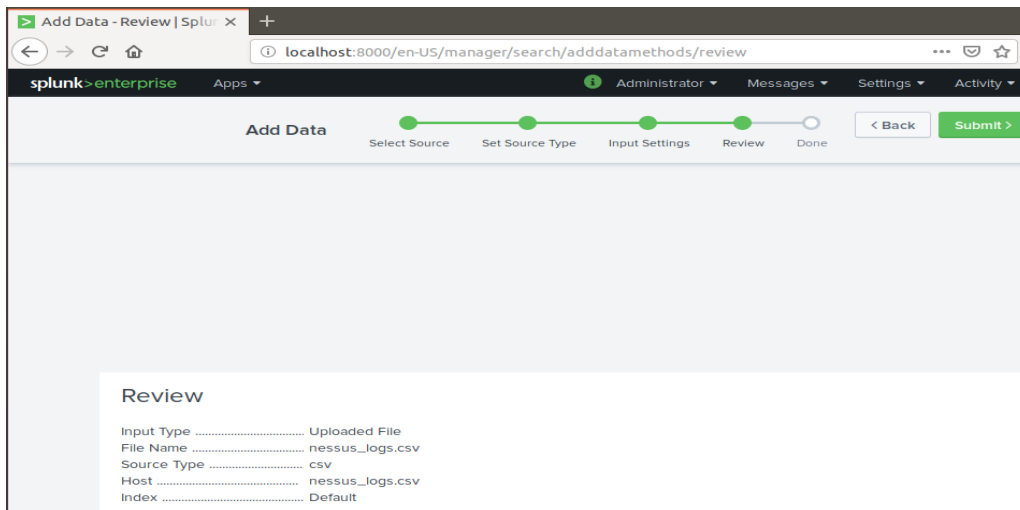 Add Data - Review | Splun
localhost:8000/en-US/manager/search/adddatamethods/review
splunk>enterprise Apps Administrator Messages Settings Activity
Add Data
Select Source Set Source Type Input Settings Review Done
< Back Submit >
Review
Input Type ................................ Uploaded File
File Name ................................. nessus_logs.csv
Source Type ........................... csv
Host .......................................... nessus_logs.csv
Index .......................................... Default